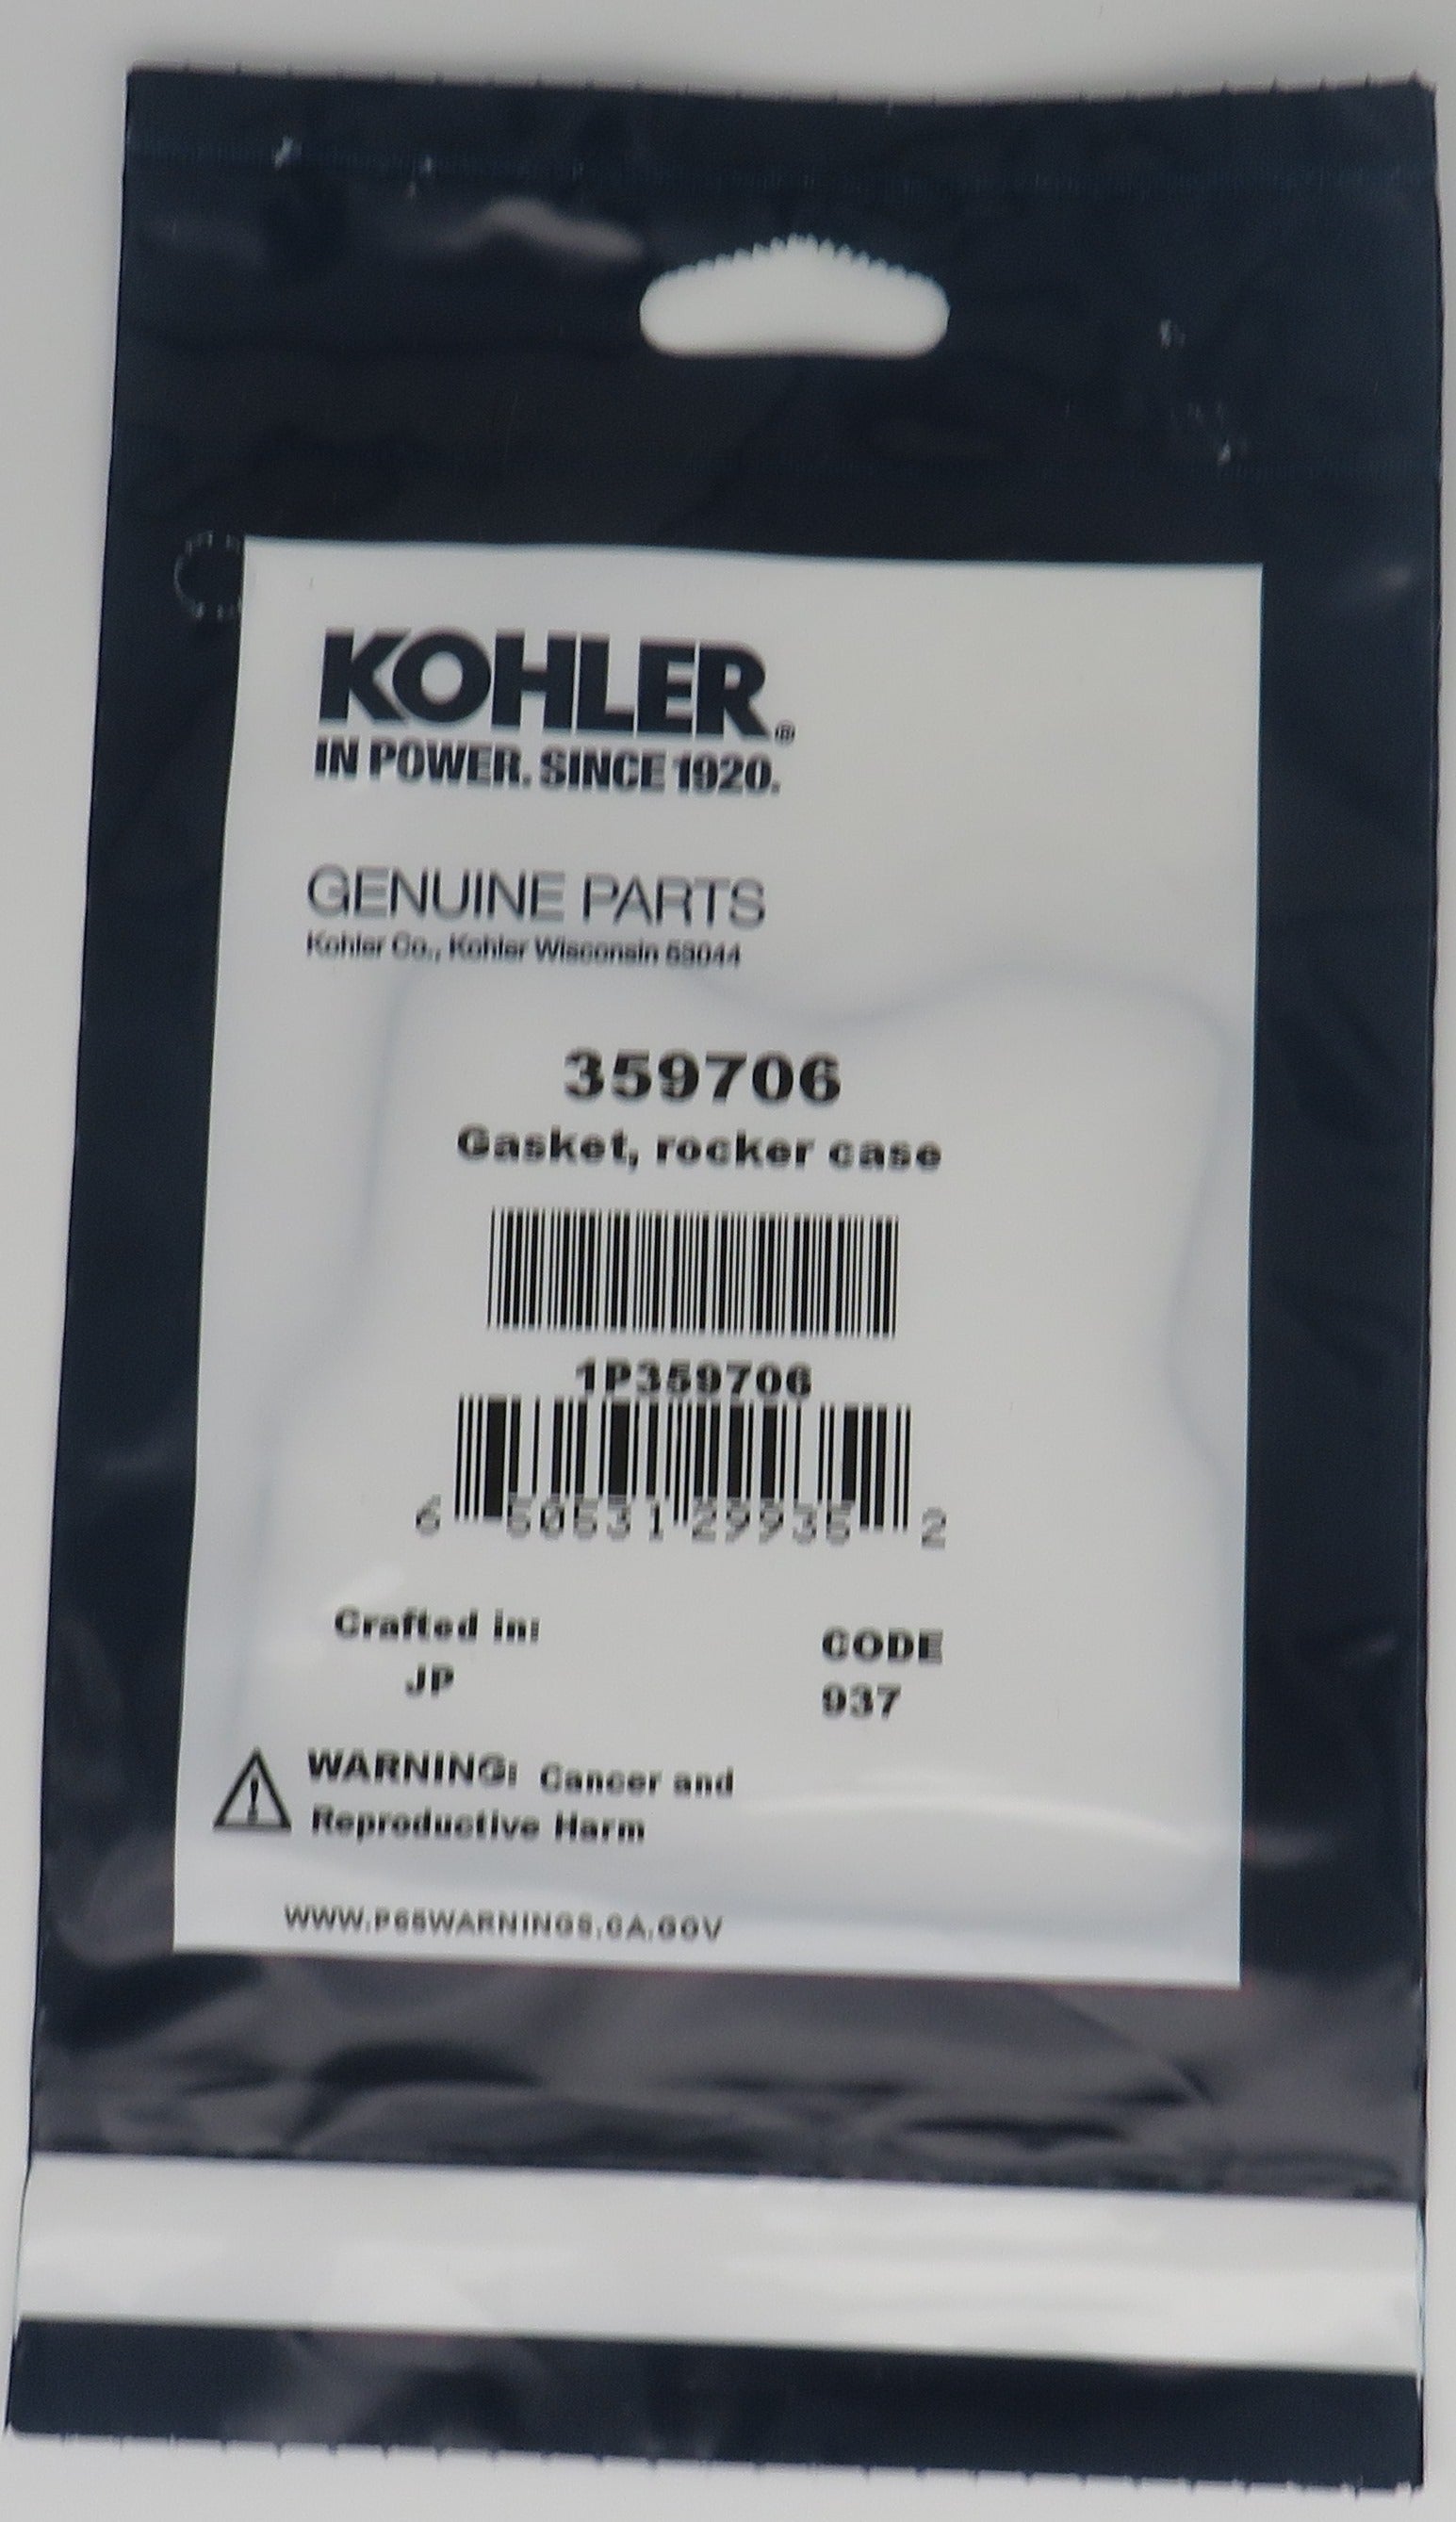 KOHLER®
IN POWER. SINCE 1920.
GENUINE PARTS
Kohler Co., Kohler Wisconsin 53044
359706
Gasket, rocker case
1P359706
6 50531 29935 2
Crafted in: CODE
JP 937
WARNING: Cancer and
Reproductive Harm
WWW.P65WARNINGS.CA.GOV